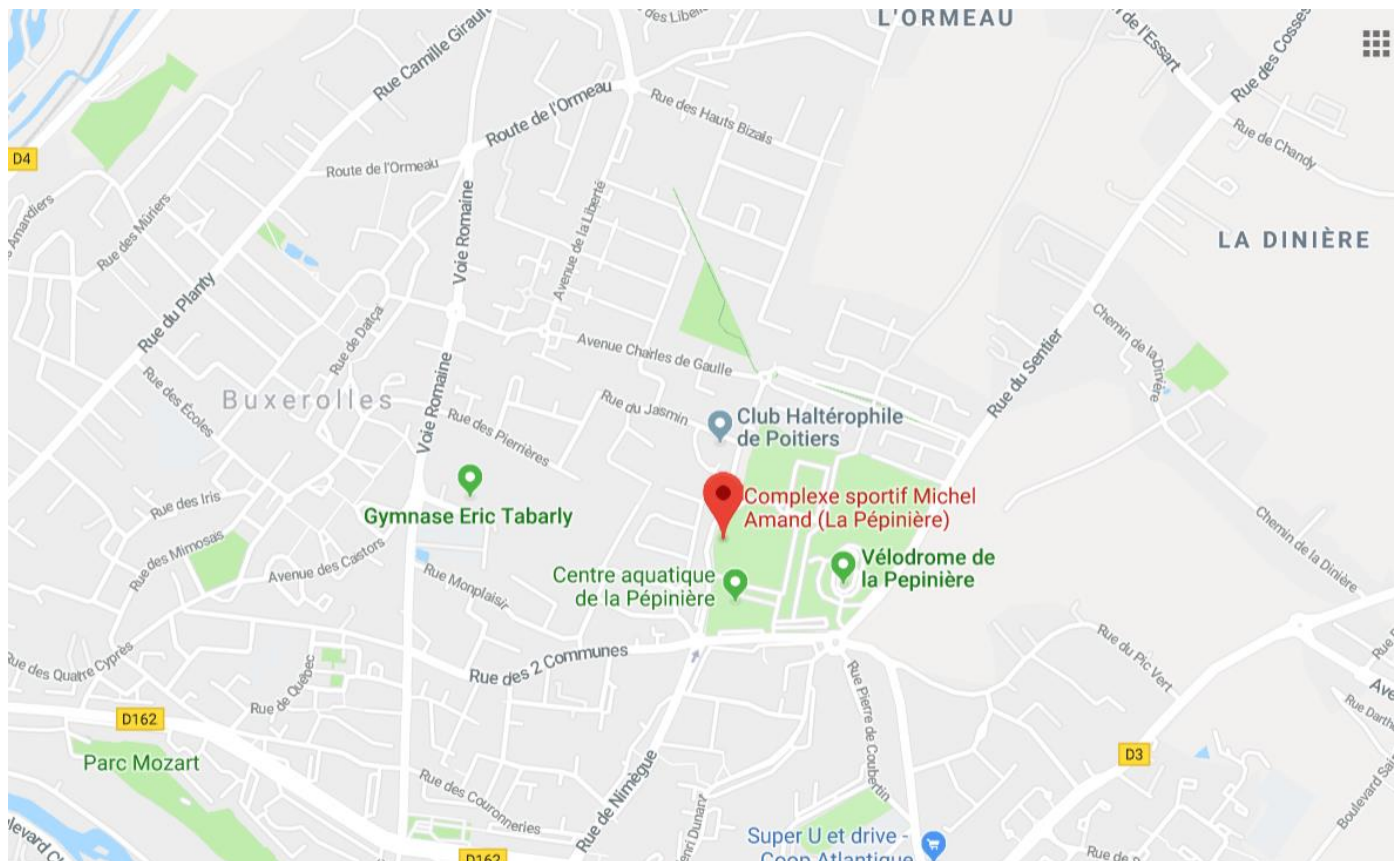 L'ORMEAU
Rue Camille Girault
Route de l'Ormeau
Rue des Hauts Bizais
Rue des Cosses
Rue de Chandy
D4
Route de l'Ormeau
Rue des Mûriers
Avenue de la Liberté
Voie Romaine
LA DINIÈRE
Rue du Planty
Rue de Datça
Chemin de la Dinière
Avenue Charles de Gaulle
Rue du Sentier
Rue des Écoles
Buxerolles
Voie Romaine
Rue du Jasmin
Club Haltérophile
de Poitiers
Rue des Pierrières
Rue des Iris
Gymnase Eric Tabarly
Complexe sportif Michel
Amand (La Pépinière)
Chemin de la Dinière
Rue des Mimosas
Avenue des Castors
Rue Monplaisir
Centre aquatique
de la Pépinière
Vélodrome de
la Pepinière
Rue des Quatre Cyprès
Rue de Québec
Rue des 2 Communes
Rue du Pic Vert
Rue Pierre de Coubertin
D162
Parc Mozart
D3
Rue des Couronneries
Rue de Nimègue
Super U et drive -
Coop Atlantique
D162